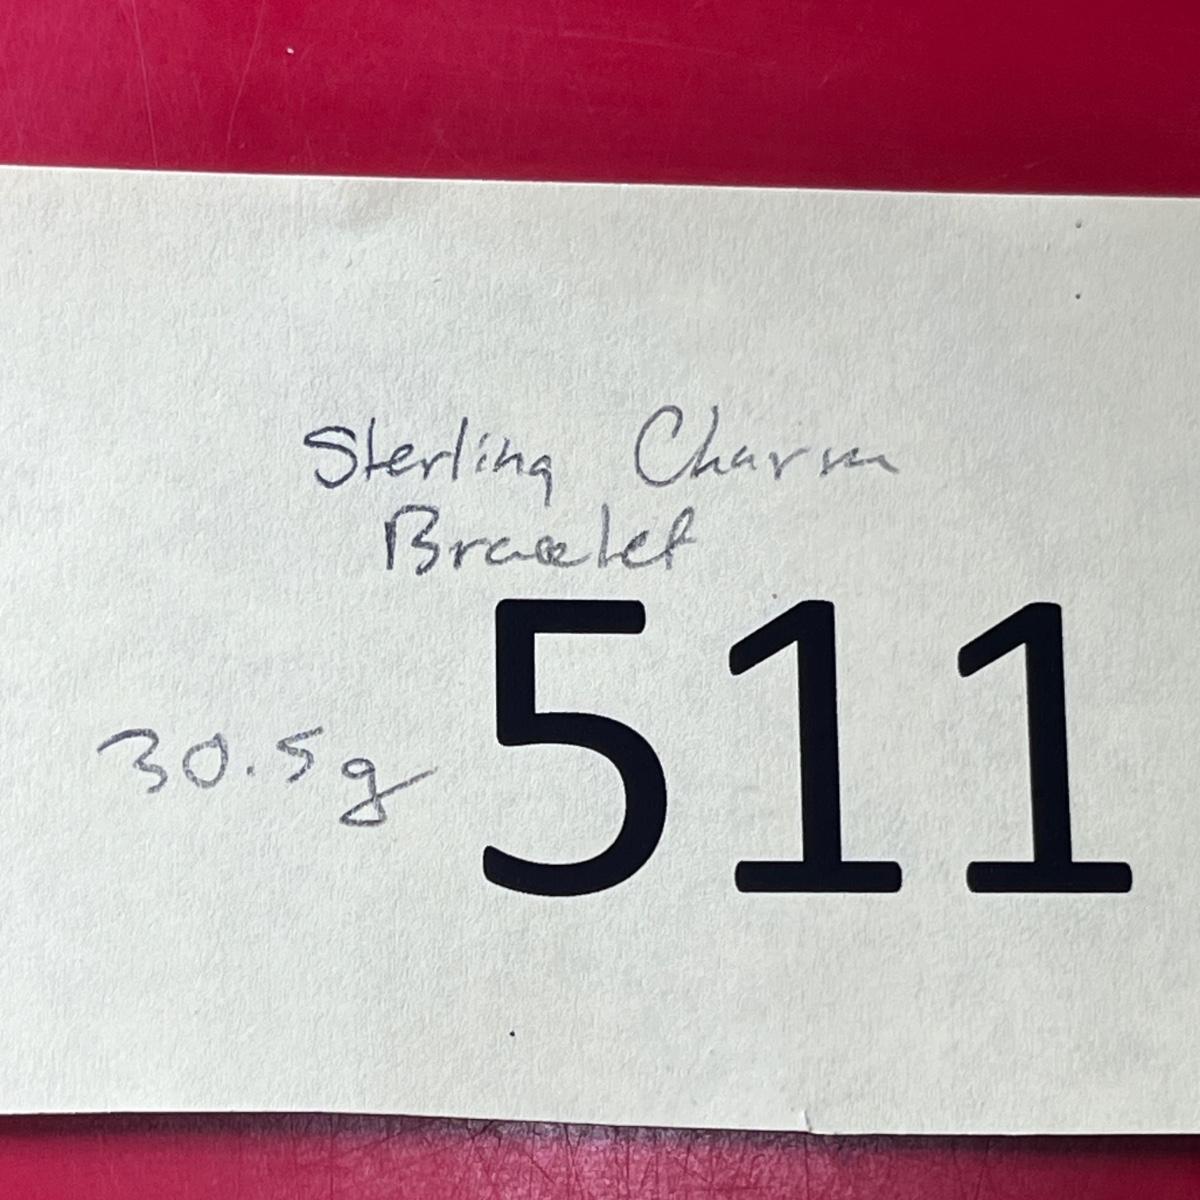 Sterling Charm
Bracelet
30.5g 511